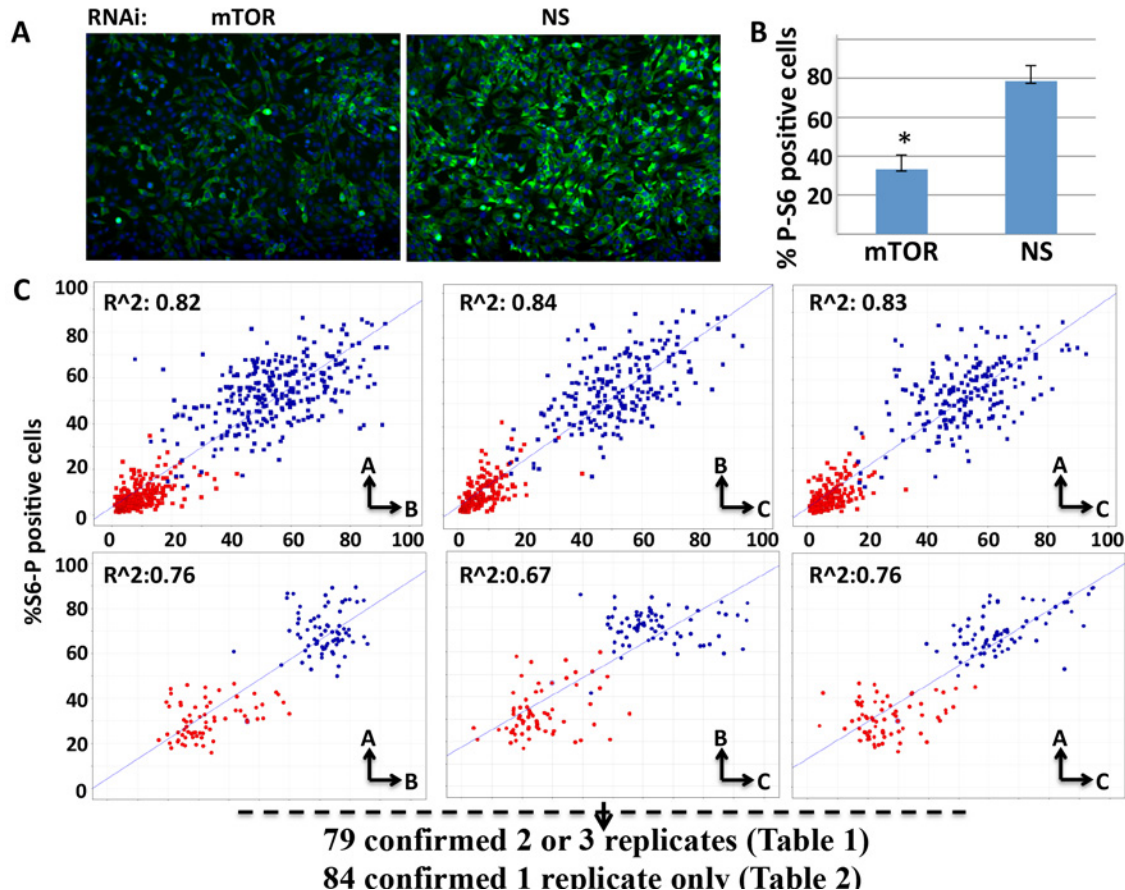 A
RNAi: mTOR NS
B
% P-S6 positive cells
80
60
40
20
*
mTOR NS
C
%S6-P positive cells
100
80
60
40
20
0
R^2: 0.82
A
B
R^2: 0.84
B
C
R^2: 0.83
A
C
0 20 40 60 80 100
0 20 40 60 80 100
0 20 40 60 80 100
100
80
60
40
20
0
R^2:0.76
A
B
R^2:0.67
B
C
R^2:0.76
A
C
79 confirmed 2 or 3 replicates (Table 1)
84 confirmed 1 replicate only (Table 2)